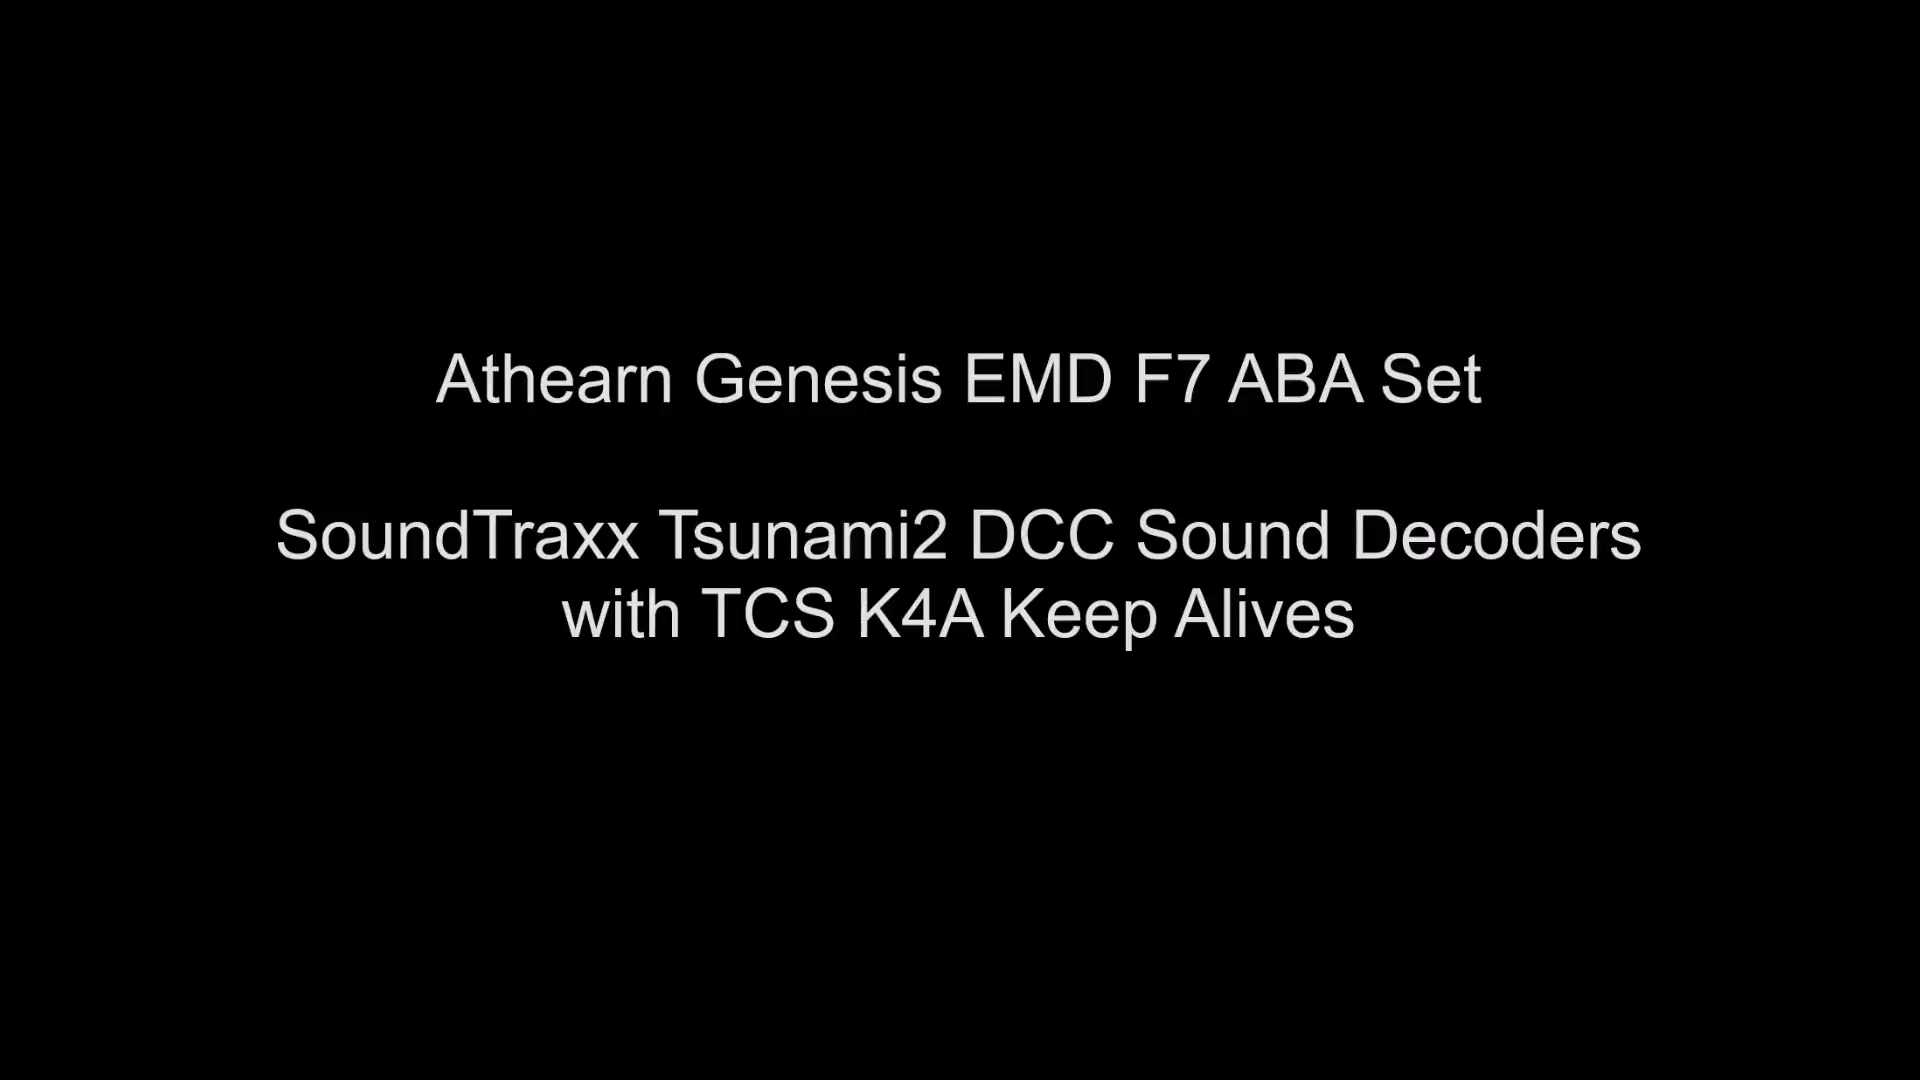 Athearn Genesis EMD F7 ABA Set
SoundTraxx Tsunami2 DCC Sound Decoders
with TCS K4A Keep Alives